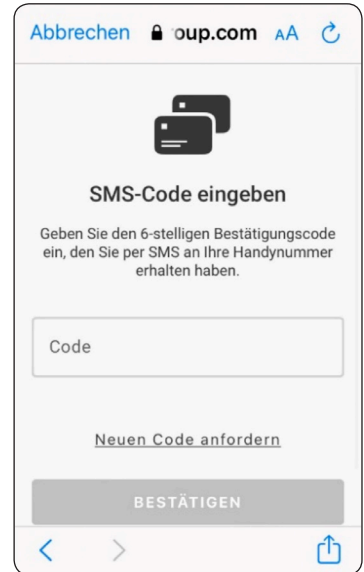 Abbrechen oup.com AA
SMS-Code eingeben
Geben Sie den 6-stelligen Bestätigungscode
ein, den Sie per SMS an Ihre Handynummer
erhalten haben.
Code
Neuen Code anfordern
BESTÄTIGEN